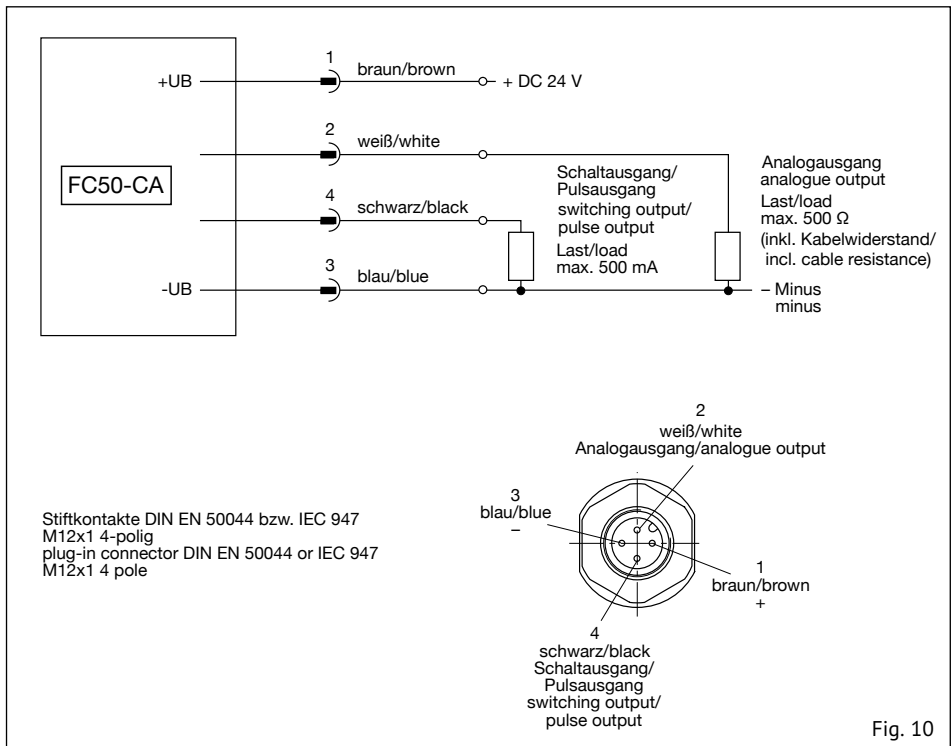 1
braun/brown
+UB
+ DC 24 V
2
weiß/white
FC50-CA
Schaltausgang/
Pulsausgang
switching output/
pulse output
Last/load
max. 500 mA
Analogausgang
analogue output
Last/load
max. 500 Ω
(inkl. Kabelwiderstand/
incl. cable resistance)
4
schwarz/black
3
blau/blue
-UB
– Minus
minus
2
weiß/white
Analogausgang/analogue output
3
blau/blue
–
Stiftkontakte DIN EN 50044 bzw. IEC 947
M12x1 4-polig
plug-in connector DIN EN 50044 or IEC 947
M12x1 4 pole
1
braun/brown
+
4
schwarz/black
Schaltausgang/
Pulsausgang
switching output/
pulse output
Fig. 10